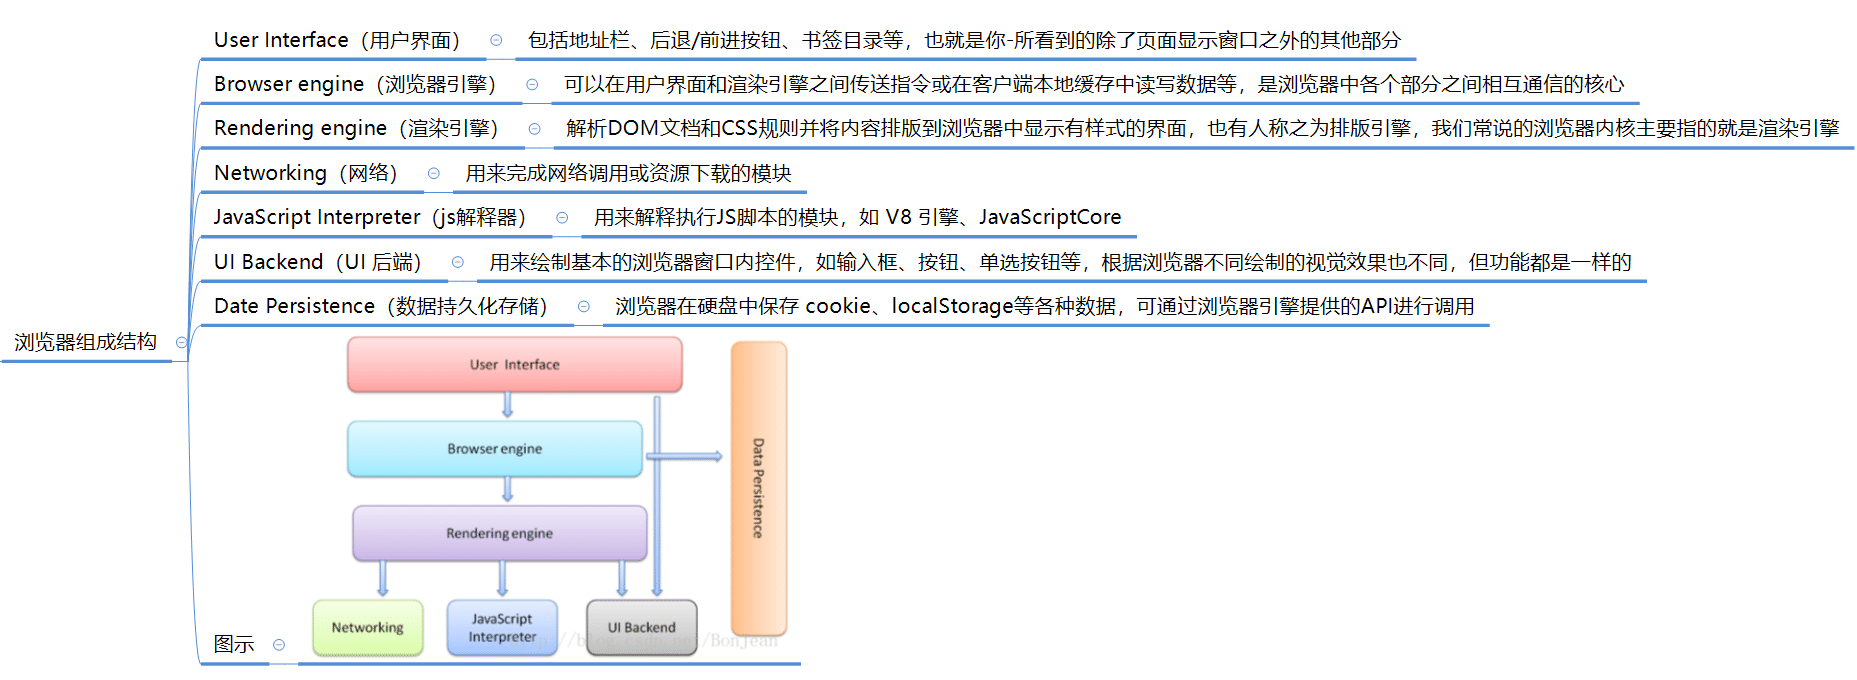 User Interface（用户界面）
包括地址栏、后退/前进按钮、书签目录等，也就是你-所看到的除了页面显示窗口之外的其他部分
Browser engine（浏览器引擎）
可以在用户界面和渲染引擎之间传送指令或在客户端本地缓存中读写数据等，是浏览器中各个部分之间相互通信的核心
Rendering engine（渲染引擎）
解析DOM文档和CSS规则并将内容排版到浏览器中显示有样式的界面，也有人称之为排版引擎，我们常说的浏览器内核主要指的就是渲染引擎
Networking（网络）
用来完成网络调用或资源下载的模块
JavaScript Interpreter（js解释器）
用来解释执行JS脚本的模块，如 V8 引擎、JavaScriptCore
UI Backend（UI 后端）
用来绘制基本的浏览器窗口内控件，如输入框、按钮、单选按钮等，根据浏览器不同绘制的视觉效果也不同，但功能都是一样的
Date Persistence（数据持久化存储）
浏览器在硬盘中保存 cookie、localStorage等各种数据，可通过浏览器引擎提供的API进行调用
浏览器组成结构
User Interface
Browser engine
Data Persistence
Rendering engine
Networking
JavaScript
Interpreter
UI Backend
图示